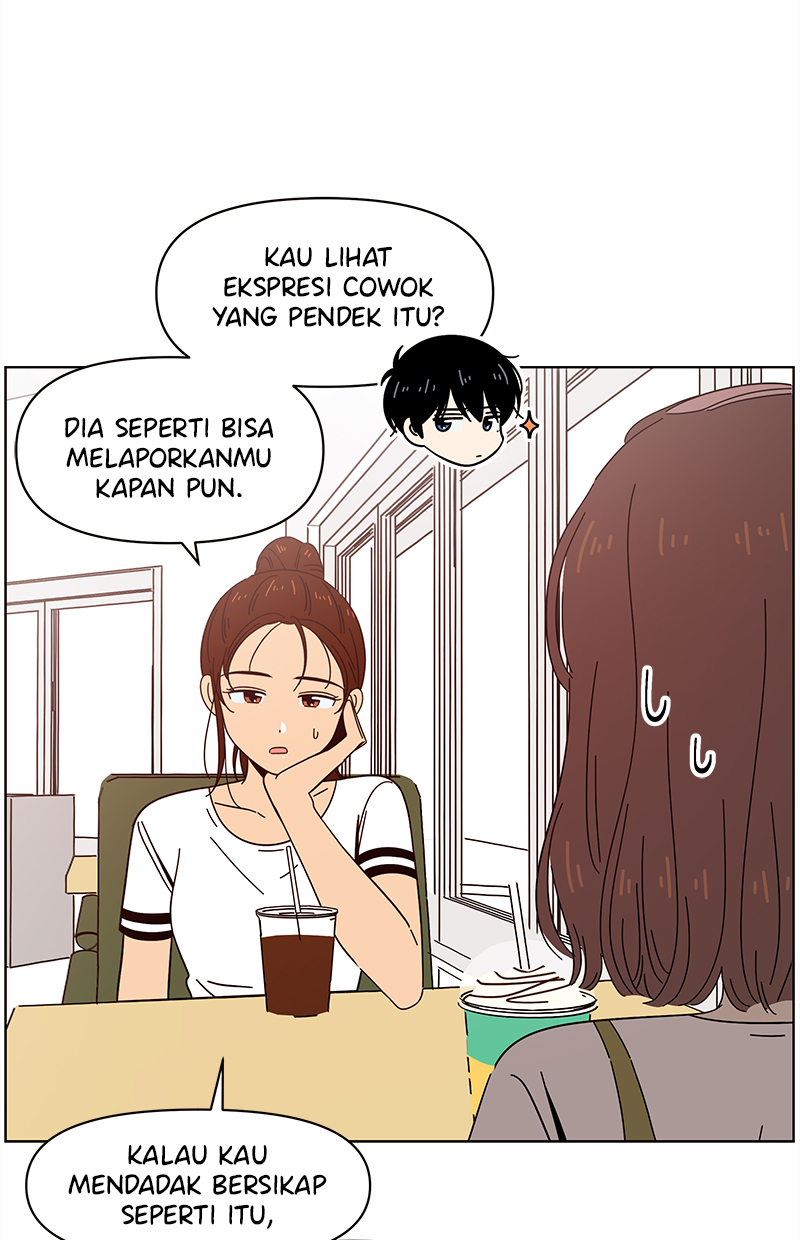 KAU LIHAT
EKSPRESI COWOK
YANG PENDEK ITU?
DIA SEPERTI BISA
MELAPORKANMU
KAPAN PUN.
KALAU KAU
MENDADAK BERSIKAP
SEPERTI ITU,